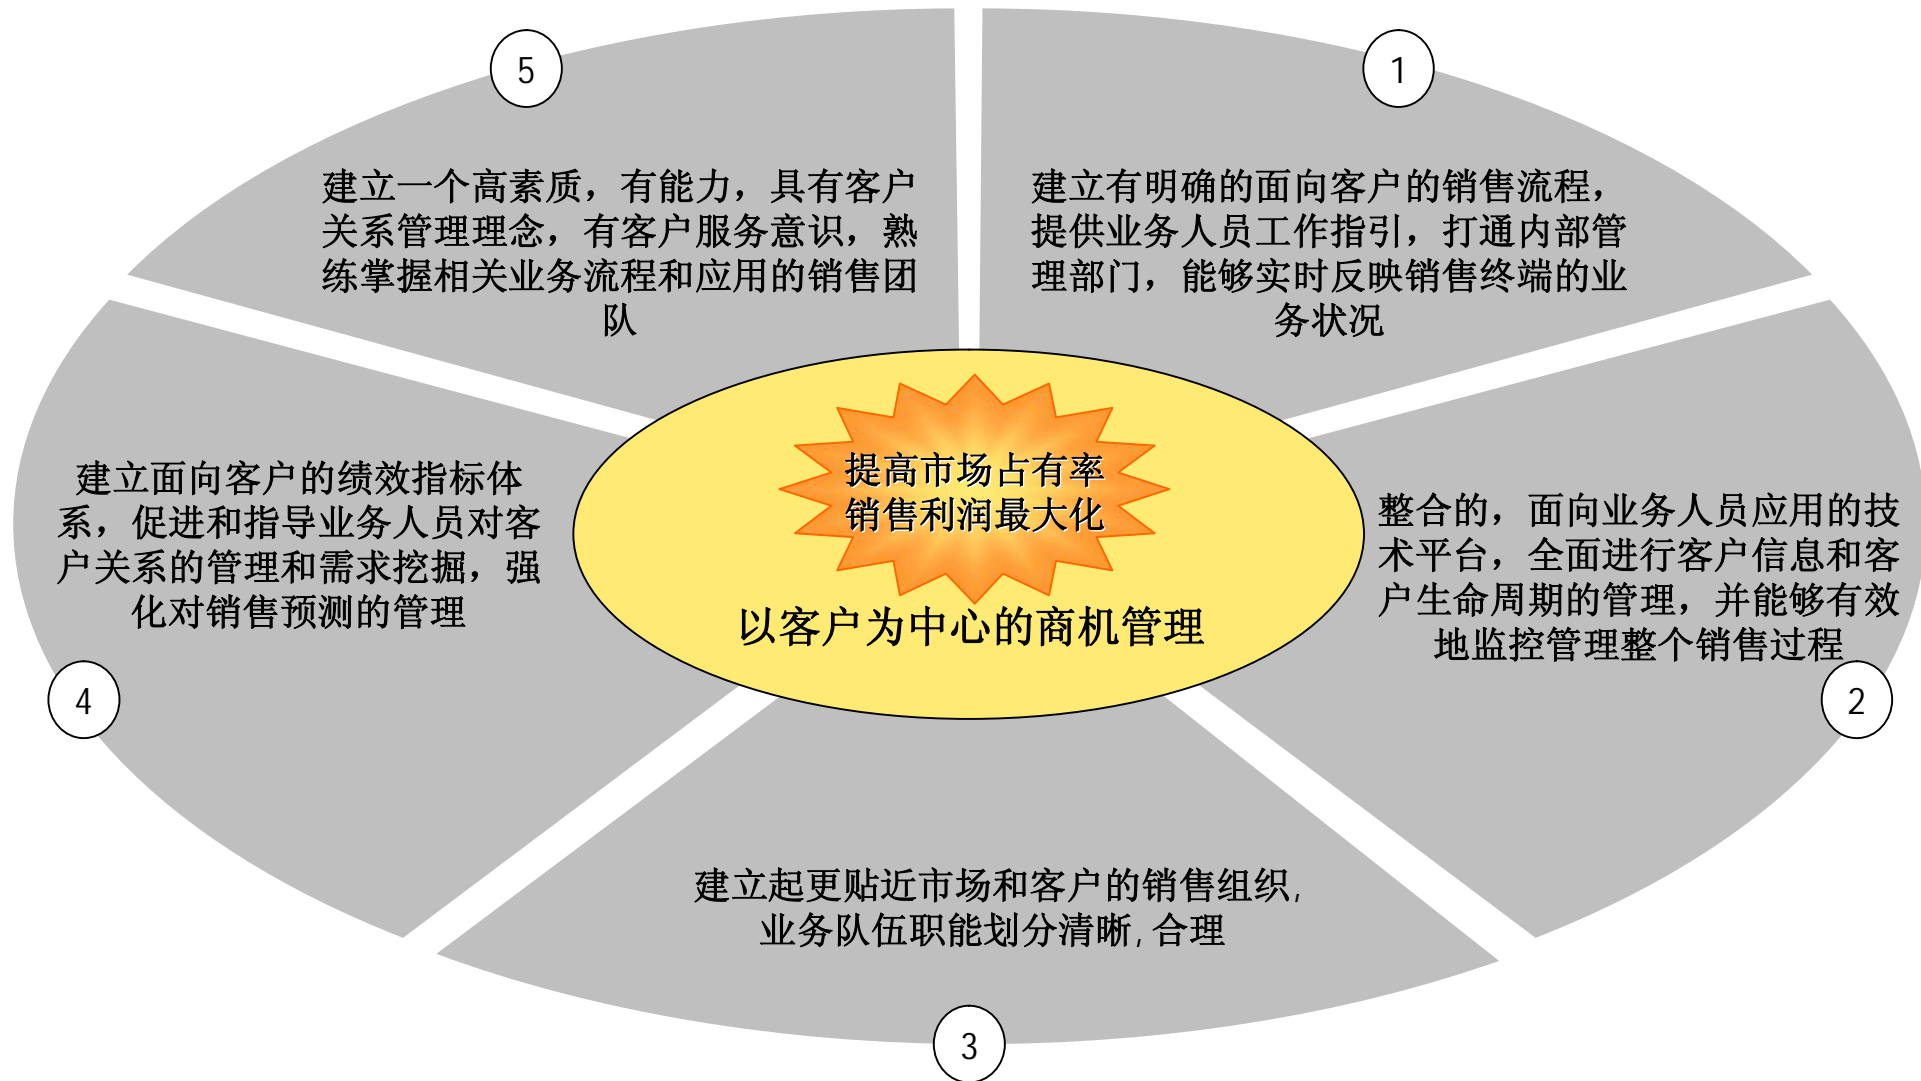 1
建立有明确的面向客户的销售流程，
提供业务人员工作指引，打通内部管
理部门，能够实时反映销售终端的业
务状况
2
整合的，面向业务人员应用的技
术平台，全面进行客户信息和客
户生命周期的管理，并能够有效
地监控管理整个销售过程
3
建立起更贴近市场和客户的销售组织,
业务队伍职能划分清晰, 合理
4
建立面向客户的绩效指标体
系，促进和指导业务人员对客
户关系的管理和需求挖掘，强
化对销售预测的管理
5
建立一个高素质，有能力，具有客户
关系管理理念，有客户服务意识，熟
练掌握相关业务流程和应用的销售团
队
提高市场占有率
销售利润最大化
以客户为中心的商机管理